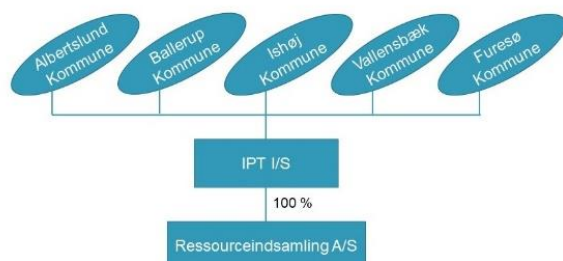 Albertslund
Kommune
Ballerup
Kommune
Ishøj
Kommune
Vallensbæk
Kommune
Furesø
Kommune
IPT I/S
100 %
Ressourceindsamling A/S